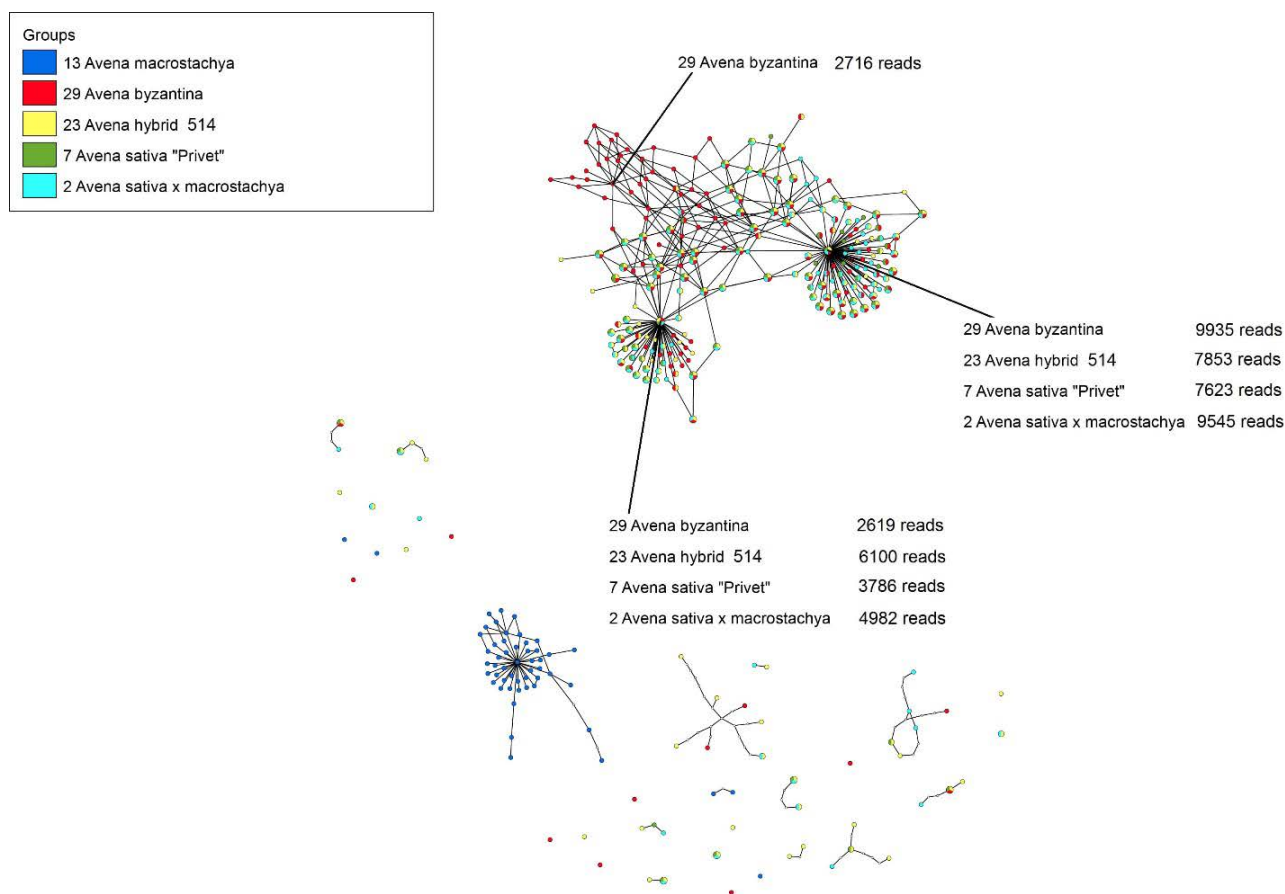 Groups
13 Avena macrostachya
29 Avena byzantina
23 Avena hybrid 514
7 Avena sativa "Privet"
2 Avena sativa x macrostachya
29 Avena byzantina 2716 reads
29 Avena byzantina 9935 reads
23 Avena hybrid 514 7853 reads
7 Avena sativa "Privet" 7623 reads
2 Avena sativa x macrostachya 9545 reads
29 Avena byzantina 2619 reads
23 Avena hybrid 514 6100 reads
7 Avena sativa "Privet" 3786 reads
2 Avena sativa x macrostachya 4982 reads